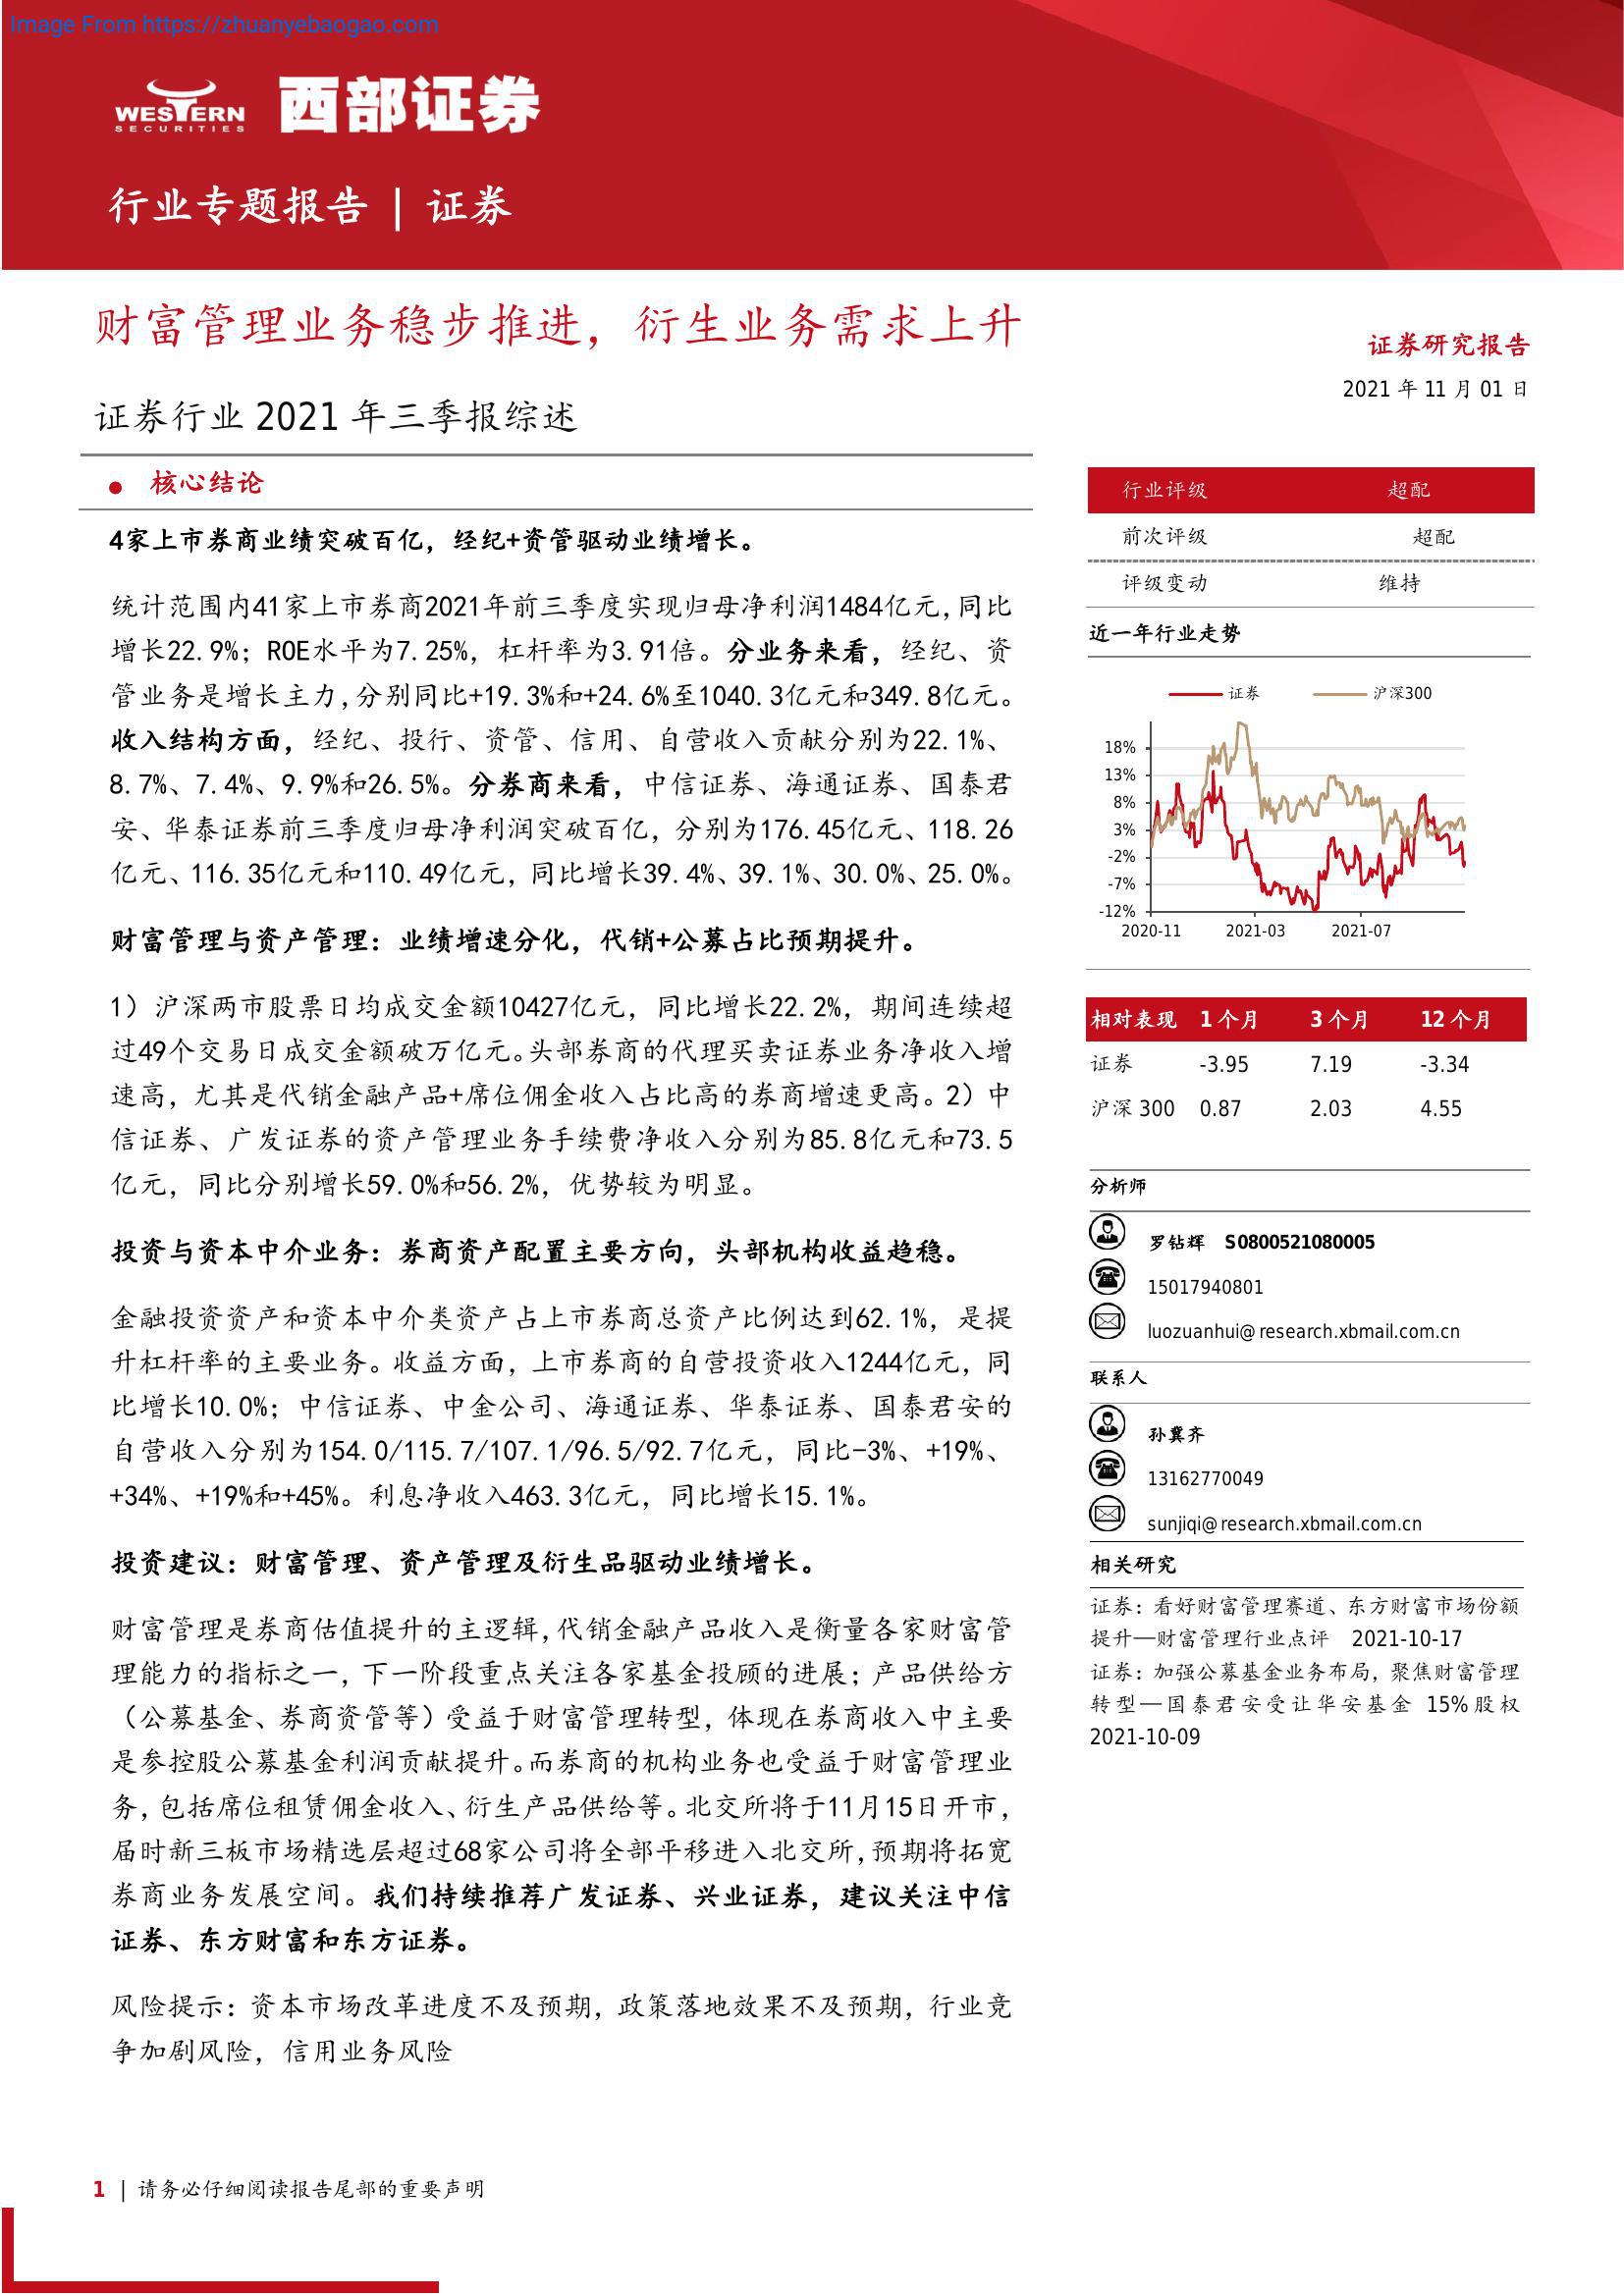 Image From https://zhuanyebaogao.com
WESTERN
SECURITIES
西部证券
行业专题报告 | 证券
财富管理业务稳步推进，衍生业务需求上升
证券行业 2021 年三季报综述
● 核心结论
4家上市券商业绩突破百亿，经纪+资管驱动业绩增长。
统计范围内41家上市券商2021年前三季度实现归母净利润1484亿元，同比
增长22.9%；ROE水平为7.25%，杠杆率为3.91倍。分业务来看，经纪、资
管业务是增长主力，分别同比+19.3%和+24.6%至1040.3亿元和349.8亿元。
收入结构方面，经纪、投行、资管、信用、自营收入贡献分别为22.1%、
8.7%、7.4%、9.9%和26.5%。分券商来看，中信证券、海通证券、国泰君
安、华泰证券前三季度归母净利润突破百亿，分别为176.45亿元、118.26
亿元、116.35亿元和110.49亿元，同比增长39.4%、39.1%、30.0%、25.0%。
财富管理与资产管理：业绩增速分化，代销+公募占比预期提升。
1）沪深两市股票日均成交金额10427亿元，同比增长22.2%，期间连续超
过49个交易日成交金额破万亿元。头部券商的代理买卖证券业务净收入增
速高，尤其是代销金融产品+席位佣金收入占比高的券商增速更高。2）中
信证券、广发证券的资产管理业务手续费净收入分别为85.8亿元和73.5
亿元，同比分别增长59.0%和56.2%，优势较为明显。
投资与资本中介业务：券商资产配置主要方向，头部机构收益趋稳。
金融投资资产和资本中介类资产占上市券商总资产比例达到62.1%，是提
升杠杆率的主要业务。收益方面，上市券商的自营投资收入1244亿元，同
比增长10.0%；中信证券、中金公司、海通证券、华泰证券、国泰君安的
自营收入分别为154.0/115.7/107.1/96.5/92.7亿元，同比-3%、+19%、
+34%、+19%和+45%。利息净收入463.3亿元，同比增长15.1%。
投资建议：财富管理、资产管理及衍生品驱动业绩增长。
财富管理是券商估值提升的主逻辑，代销金融产品收入是衡量各家财富管
理能力的指标之一，下一阶段重点关注各家基金投顾的进展；产品供给方
（公募基金、券商资管等）受益于财富管理转型，体现在券商收入中主要
是参控股公募基金利润贡献提升。而券商的机构业务也受益于财富管理业
务，包括席位租赁佣金收入、衍生产品供给等。北交所将于11月15日开市，
届时新三板市场精选层超过68家公司将全部平移进入北交所，预期将拓宽
券商业务发展空间。我们持续推荐广发证券、兴业证券，建议关注中信
证券、东方财富和东方证券。
风险提示：资本市场改革进度不及预期，政策落地效果不及预期，行业竞
争加剧风险，信用业务风险
证券研究报告
2021 年 11 月 01 日
行业评级 超配
前次评级 超配
评级变动 维持
近一年行业走势
证券 沪深300
18%
13%
8%
3%
-2%
-7%
-12%
2020-11 2021-03 2021-07
相对表现 1 个月 3 个月 12 个月
证券 -3.95 7.19 -3.34
沪深 300 0.87 2.03 4.55
分析师
罗钻辉 S0800521080005
15017940801
luozuanhui@research.xbmail.com.cn
联系人
孙冀齐
13162770049
sunjiqi@research.xbmail.com.cn
相关研究
证券：看好财富管理赛道、东方财富市场份额
提升—财富管理行业点评 2021-10-17
证券：加强公募基金业务布局，聚焦财富管理
转型—国泰君安受让华安基金 15%股权
2021-10-09
1 | 请务必仔细阅读报告尾部的重要声明